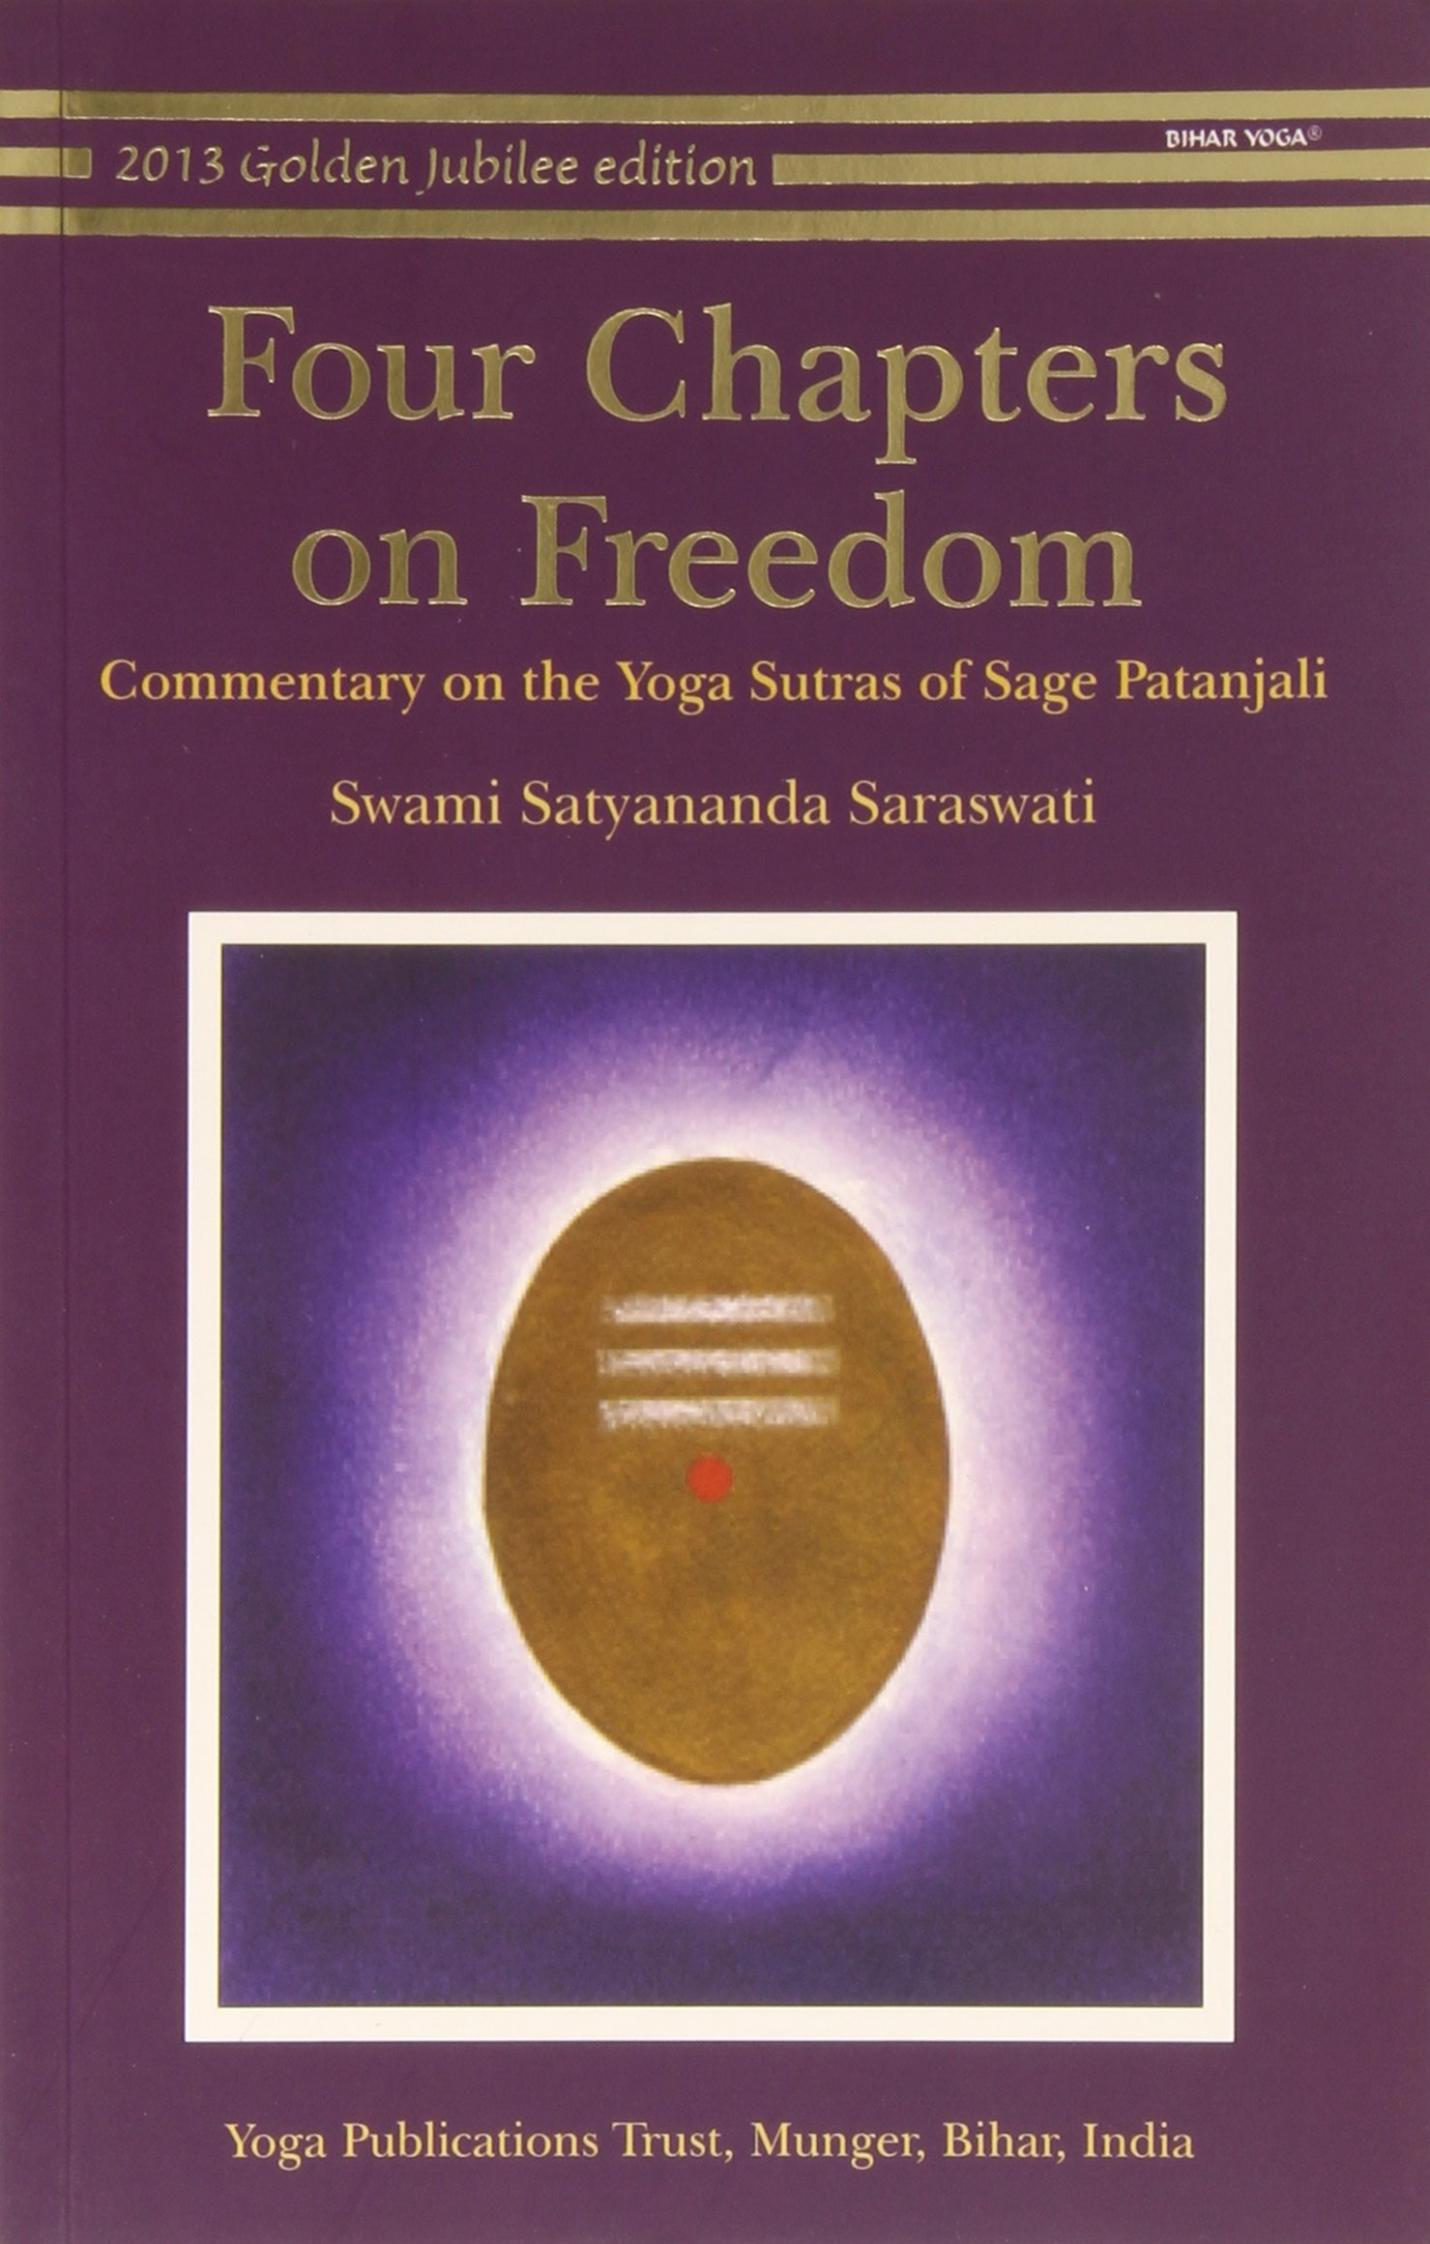 BIHAR YOGA®
2013 Golden Jubilee edition
Four Chapters
on Freedom
Commentary on the Yoga Sutras of Sage Patanjali
Swami Satyananda Saraswati
Yoga Publications Trust, Munger, Bihar, India